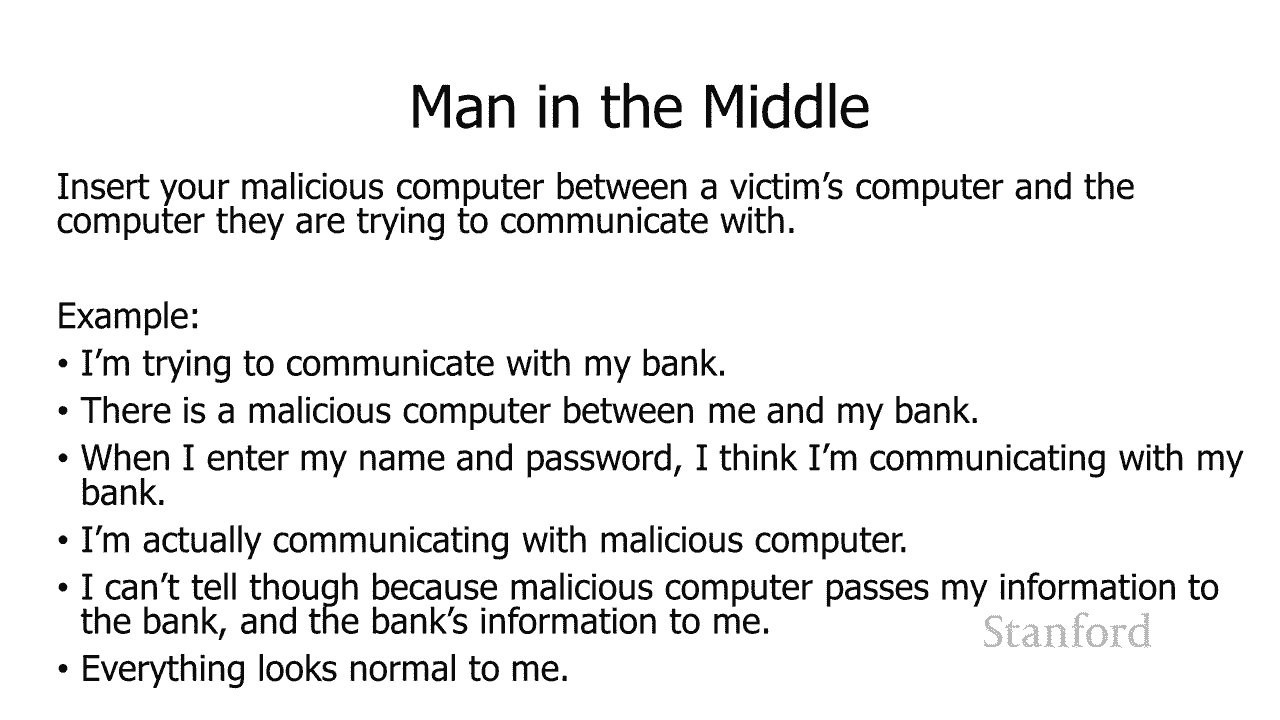 Man in the Middle
Insert your malicious computer between a victim’s computer and the
computer they are trying to communicate with.
Example:
• I’m trying to communicate with my bank.
• There is a malicious computer between me and my bank.
• When I enter my name and password, I think I’m communicating with my
bank.
• I’m actually communicating with malicious computer.
• I can’t tell though because malicious computer passes my information to
the bank, and the bank’s information to me.
Stanford
• Everything looks normal to me.